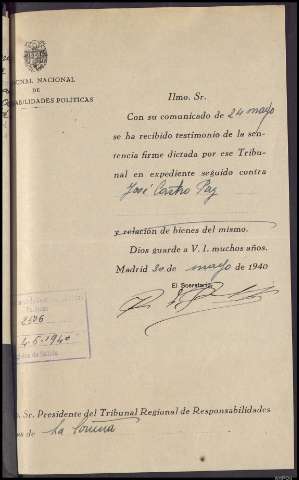 NAL NACIONAL
DE
ABILIDADES POLITICAS
Ilmo. Sr.
Con su comunicado de 24 mayo
se ha recibido testimonio de la sen-
tencia firme dictada por ese Tribu-
nal en expediente seguido contra
José Castro Paz
y relación de bienes del mismo.
Dios guarde a V. I. muchos años.
Madrid 30 de mayo de 1940
El Secretario
2506
4-6-1940
o. Sr. Presidente del Tribunal Regional de Responsabilidades
as de La Coruña